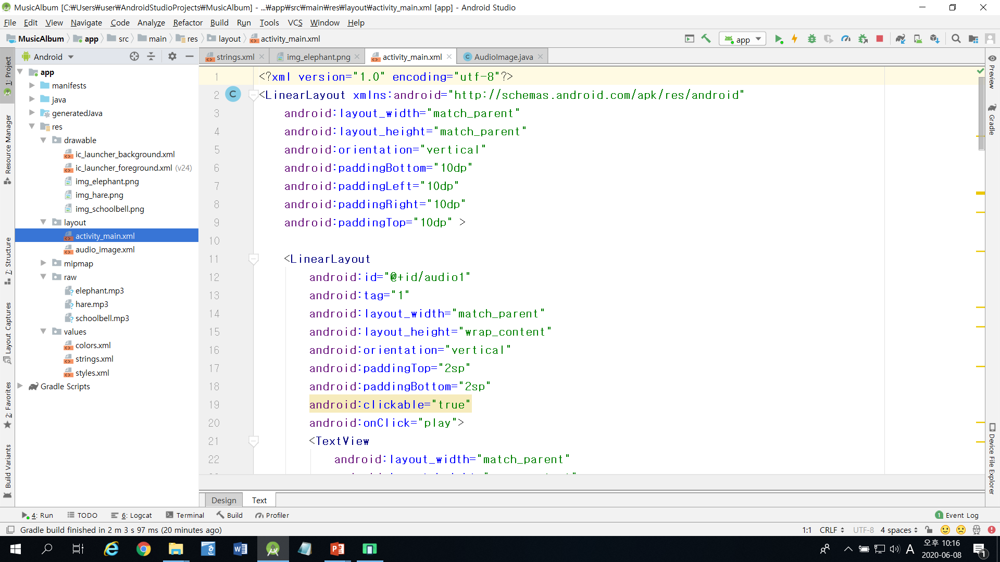 MusicAlbum [C:₩Users₩user₩AndroidStudioProjects₩MusicAlbum] - ...₩app₩src₩main₩res₩layout₩activity_main.xml [app] - Android Studio
File Edit View Navigate Code Analyze Refactor Build Run Tools VCS Window Help
MusicAlbum app src main res layout activity_main.xml
app
Android
strings.xml img_elephant.png activity_main.xml AudioImage.java
1: Project
Resource Manager
7: Structure
Layout Captures
2: Favorites
Build Variants
app
manifests
java
generatedJava
res
drawable
ic_launcher_background.xml
ic_launcher_foreground.xml (v24)
img_elephant.png
img_hare.png
img_schoolbell.png
layout
activity_main.xml
audio_image.xml
mipmap
raw
elephant.mp3
hare.mp3
schoolbell.mp3
values
colors.xml
strings.xml
styles.xml
Gradle Scripts
1 <?xml version="1.0" encoding="utf-8"?>
2 C <LinearLayout xmlns:android="http://schemas.android.com/apk/res/android"
3 android:layout_width="match_parent"
4 android:layout_height="match_parent"
5 android:orientation="vertical"
6 android:paddingBottom="10dp"
7 android:paddingLeft="10dp"
8 android:paddingRight="10dp"
9 android:paddingTop="10dp" >
10
11 <LinearLayout
12 android:id="@+id/audio1"
13 android:tag="1"
14 android:layout_width="match_parent"
15 android:layout_height="wrap_content"
16 android:orientation="vertical"
17 android:paddingTop="2sp"
18 android:paddingBottom="2sp"
19 android:clickable="true"
20 android:onClick="play">
21 <TextView
22 android:layout_width="match_parent"
Preview
Gradle
Device File Explorer
Design Text
4: Run TODO 6: Logcat Terminal Build Profiler
1 Event Log
Gradle build finished in 2 m 3 s 97 ms (20 minutes ago)
1:1 CRLF UTF-8 4 spaces
A
오후 10:16
2020-06-08
1